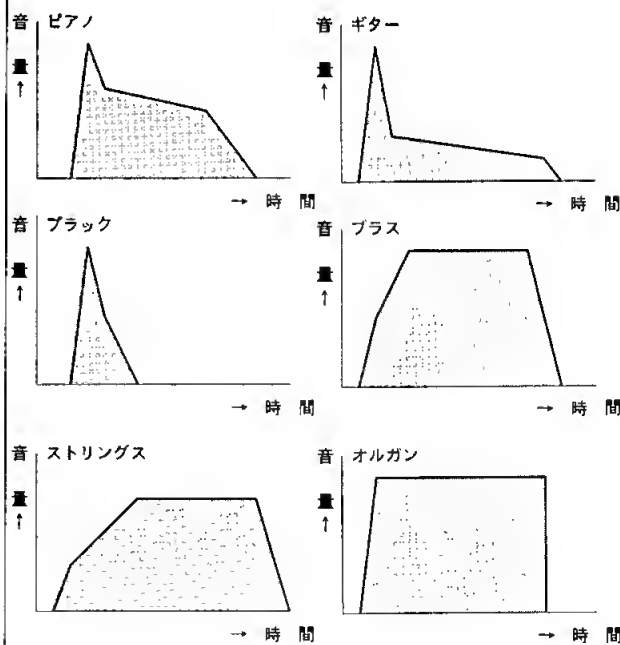 ピアノ
音量↑
→ 時間
ギター
音量↑
→ 時間
プラック
音量↑
→ 時間
ブラス
音量↑
→ 時間
ストリングス
音量↑
→ 時間
オルガン
音量↑
→ 時間